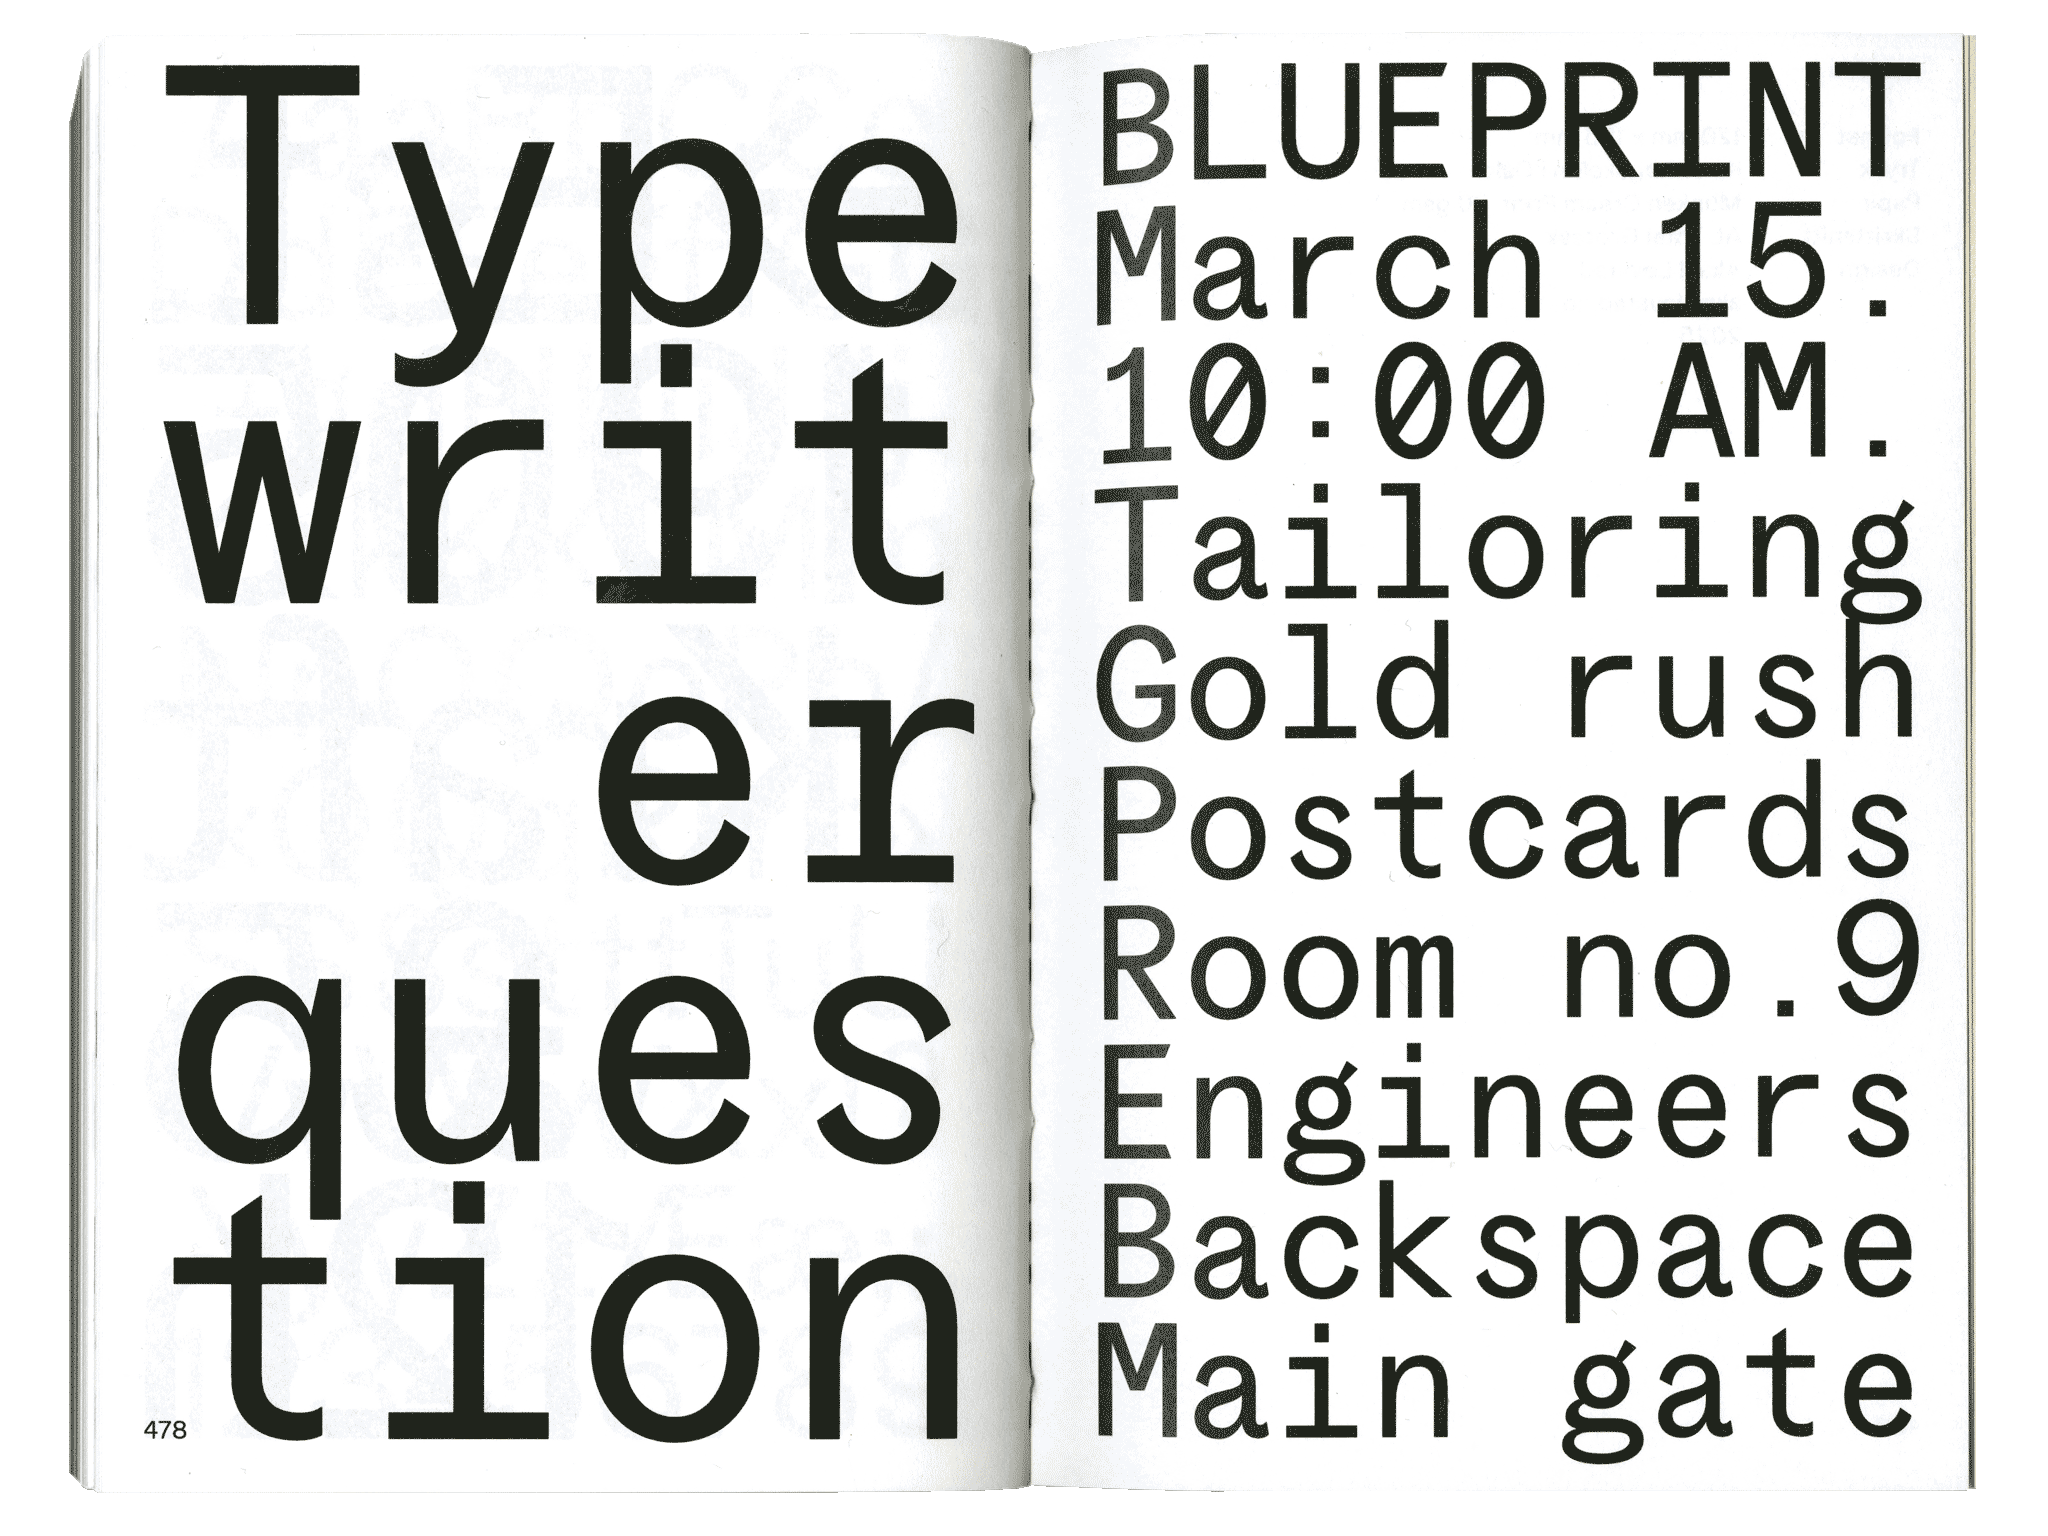 Type
writ
er
ques
tion
478
BLUEPRINT
March 15.
10:00 AM.
Tailoring
Gold rush
Postcards
Room no.9
Engineers
Backspace
Main gate